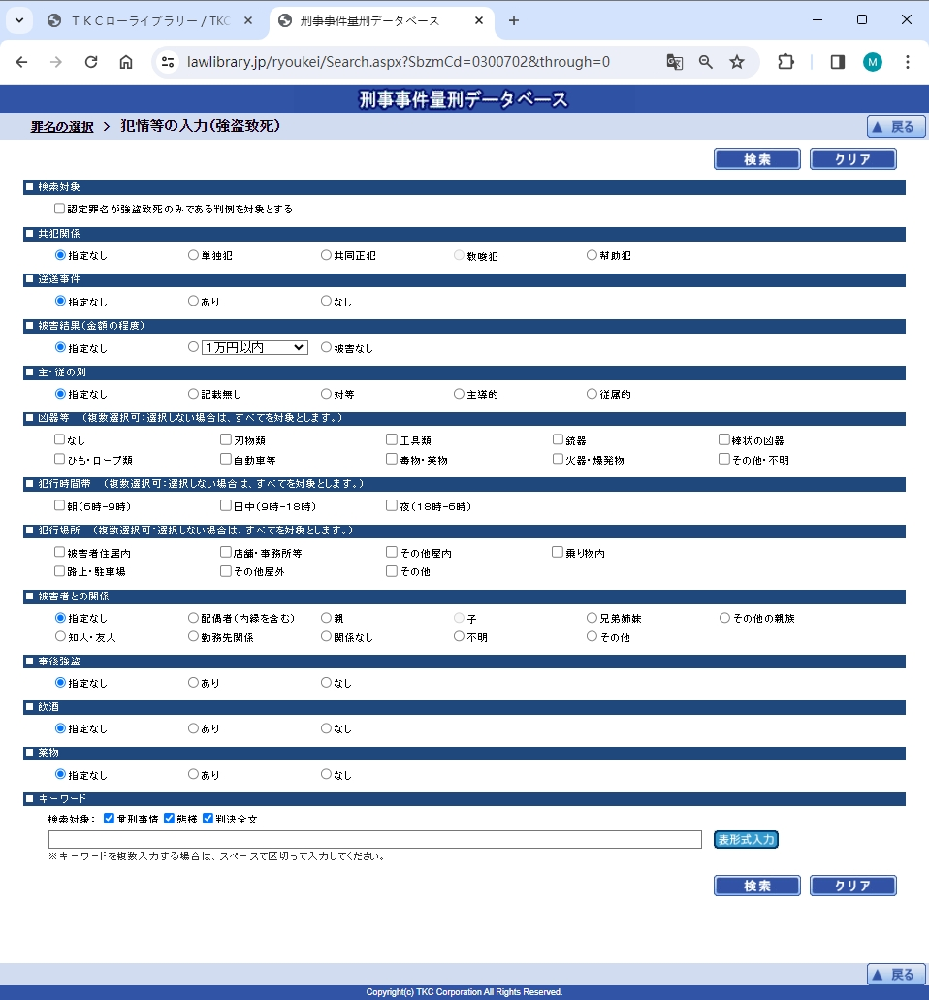 ＴＫＣローライブラリー / TKC
刑事事件量刑データベース
lawlibrary.jp/ryoukei/Search.aspx?SbzmCd=0300702&through=0
M
刑事事件量刑データベース
罪名の選択 > 犯情等の入力(強盗致死)
▲ 戻る
検索 クリア
■ 検索対象
認定罪名が強盗致死のみである判例を対象とする
■ 共犯関係
指定なし 単独犯 共同正犯 教唆犯 幇助犯
■ 逆送事件
指定なし あり なし
■ 被害結果(金額の程度)
指定なし 1万円以内 被害なし
■ 主・従の別
指定なし 記載無し 対等 主導的 従属的
■ 凶器等 (複数選択可:選択しない場合は、すべてを対象とします。)
なし 刃物類 工具類 銃器 棒状の凶器
ひも・ロープ類 自動車等 毒物・薬物 火器・爆発物 その他・不明
■ 犯行時間帯 (複数選択可:選択しない場合は、すべてを対象とします。)
朝(6時-9時) 日中(9時-18時) 夜(18時-6時)
■ 犯行場所 (複数選択可:選択しない場合は、すべてを対象とします。)
被害者住居内 店舗・事務所等 その他屋内 乗り物内
路上・駐車場 その他屋外 その他
■ 被害者との関係
指定なし 配偶者(内縁を含む) 親 子 兄弟姉妹 その他の親族
知人・友人 勤務先関係 関係なし 不明 その他
■ 事後強盗
指定なし あり なし
■ 飲酒
指定なし あり なし
■ 薬物
指定なし あり なし
■ キーワード
検索対象: 量刑事情 態様 判決全文
表形式入力
※キーワードを複数入力する場合は、スペースで区切って入力してください。
検索 クリア
▲ 戻る
Copyright(c) TKC Corporation All Rights Reserved.